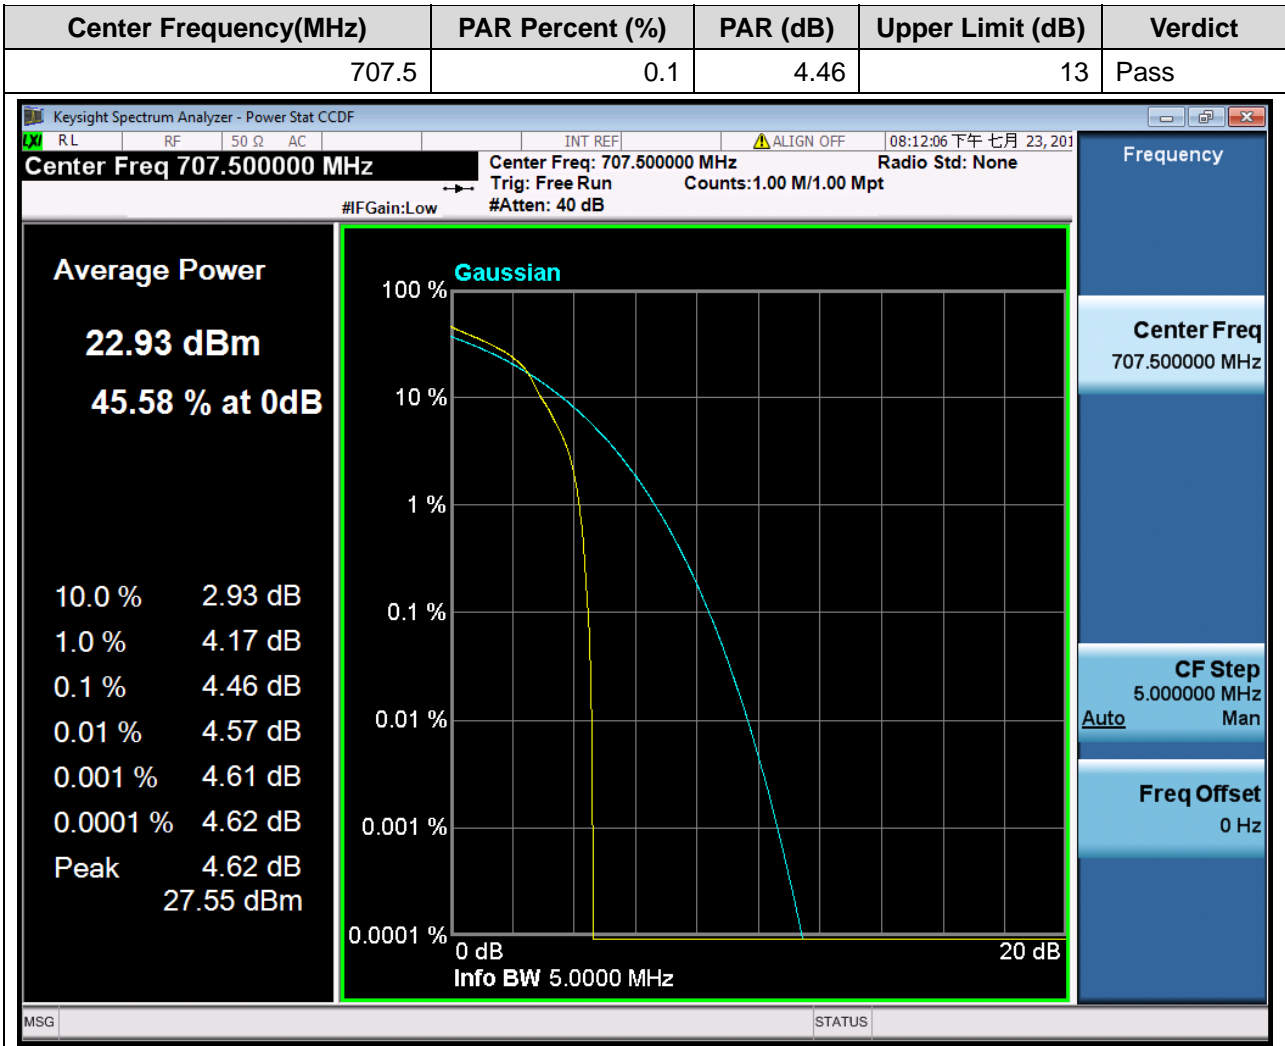 Center Frequency(MHz) PAR Percent (%) PAR (dB) Upper Limit (dB) Verdict
707.5 0.1 4.46 13 Pass
Keysight Spectrum Analyzer - Power Stat CCDF
LXI RL RF 50 Ω AC INT REF ALIGN OFF 08:12:06 下午 七月 23, 201
Center Freq 707.500000 MHz
Center Freq: 707.500000 MHz Radio Std: None
Trig: Free Run Counts:1.00 M/1.00 Mpt
#IFGain:Low #Atten: 40 dB
Frequency
Average Power
22.93 dBm
45.58 % at 0dB
10.0 % 2.93 dB
1.0 % 4.17 dB
0.1 % 4.46 dB
0.01 % 4.57 dB
0.001 % 4.61 dB
0.0001 % 4.62 dB
Peak 4.62 dB
27.55 dBm
Gaussian
100 %
10 %
1 %
0.1 %
0.01 %
0.001 %
0.0001 %
0 dB 20 dB
Info BW 5.0000 MHz
Center Freq
707.500000 MHz
CF Step
5.000000 MHz
Auto Man
Freq Offset
0 Hz
MSG STATUS